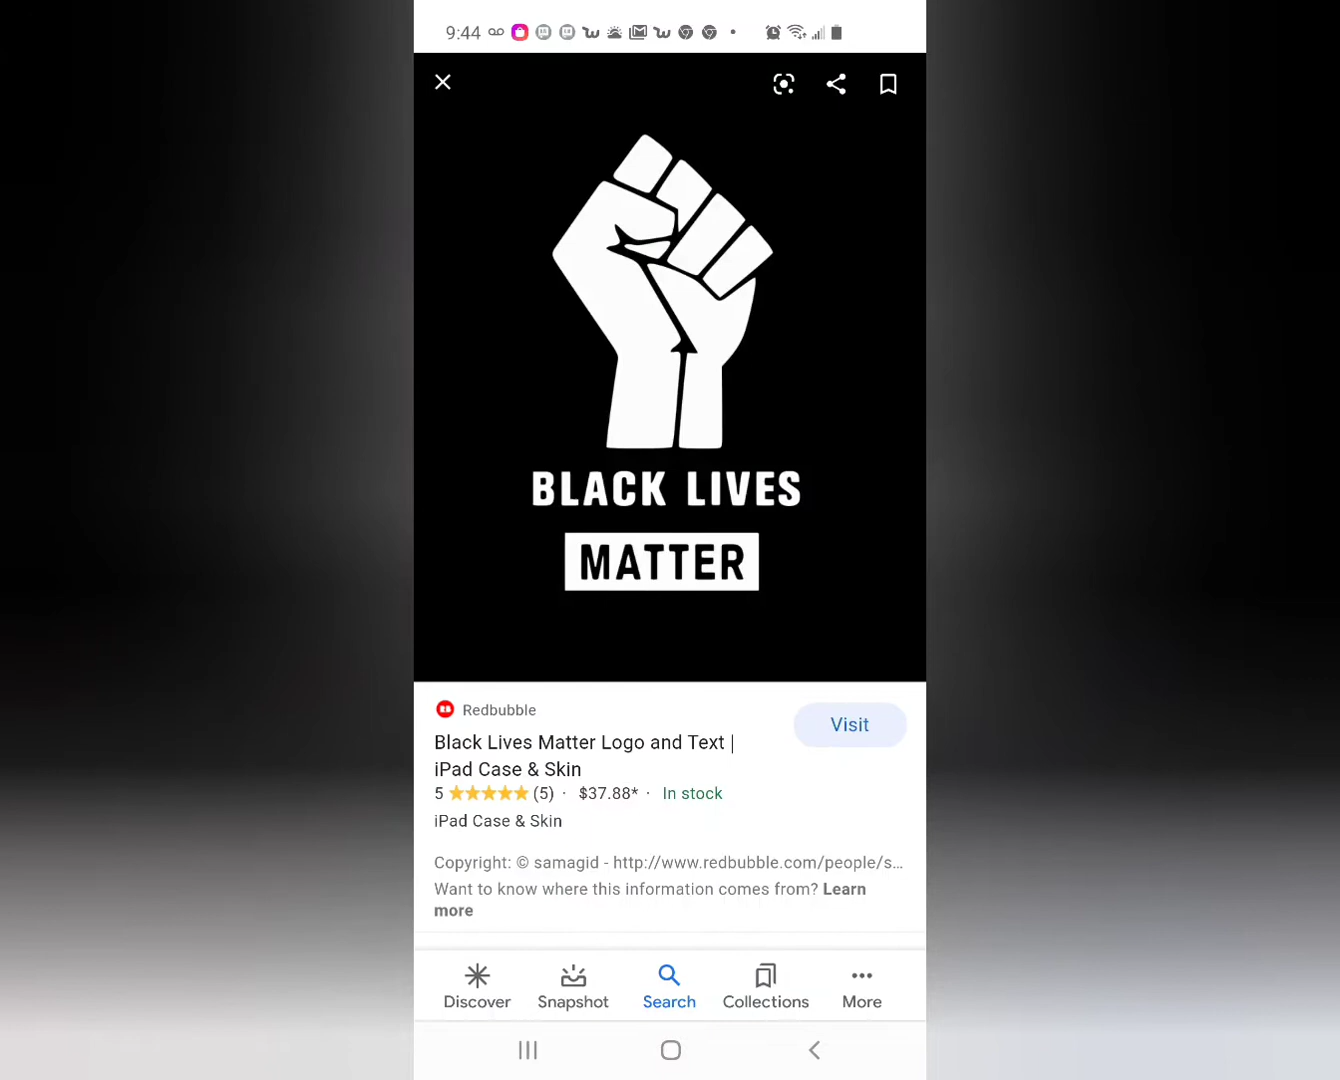 9:44
BLACK LIVES
MATTER
Redbubble
Visit
Black Lives Matter Logo and Text |
iPad Case & Skin
5 ★★★★★ (5) · $37.88* · In stock
iPad Case & Skin
Copyright: © samagid - http://www.redbubble.com/people/s...
Want to know where this information comes from? Learn
more
Discover Snapshot Search Collections More